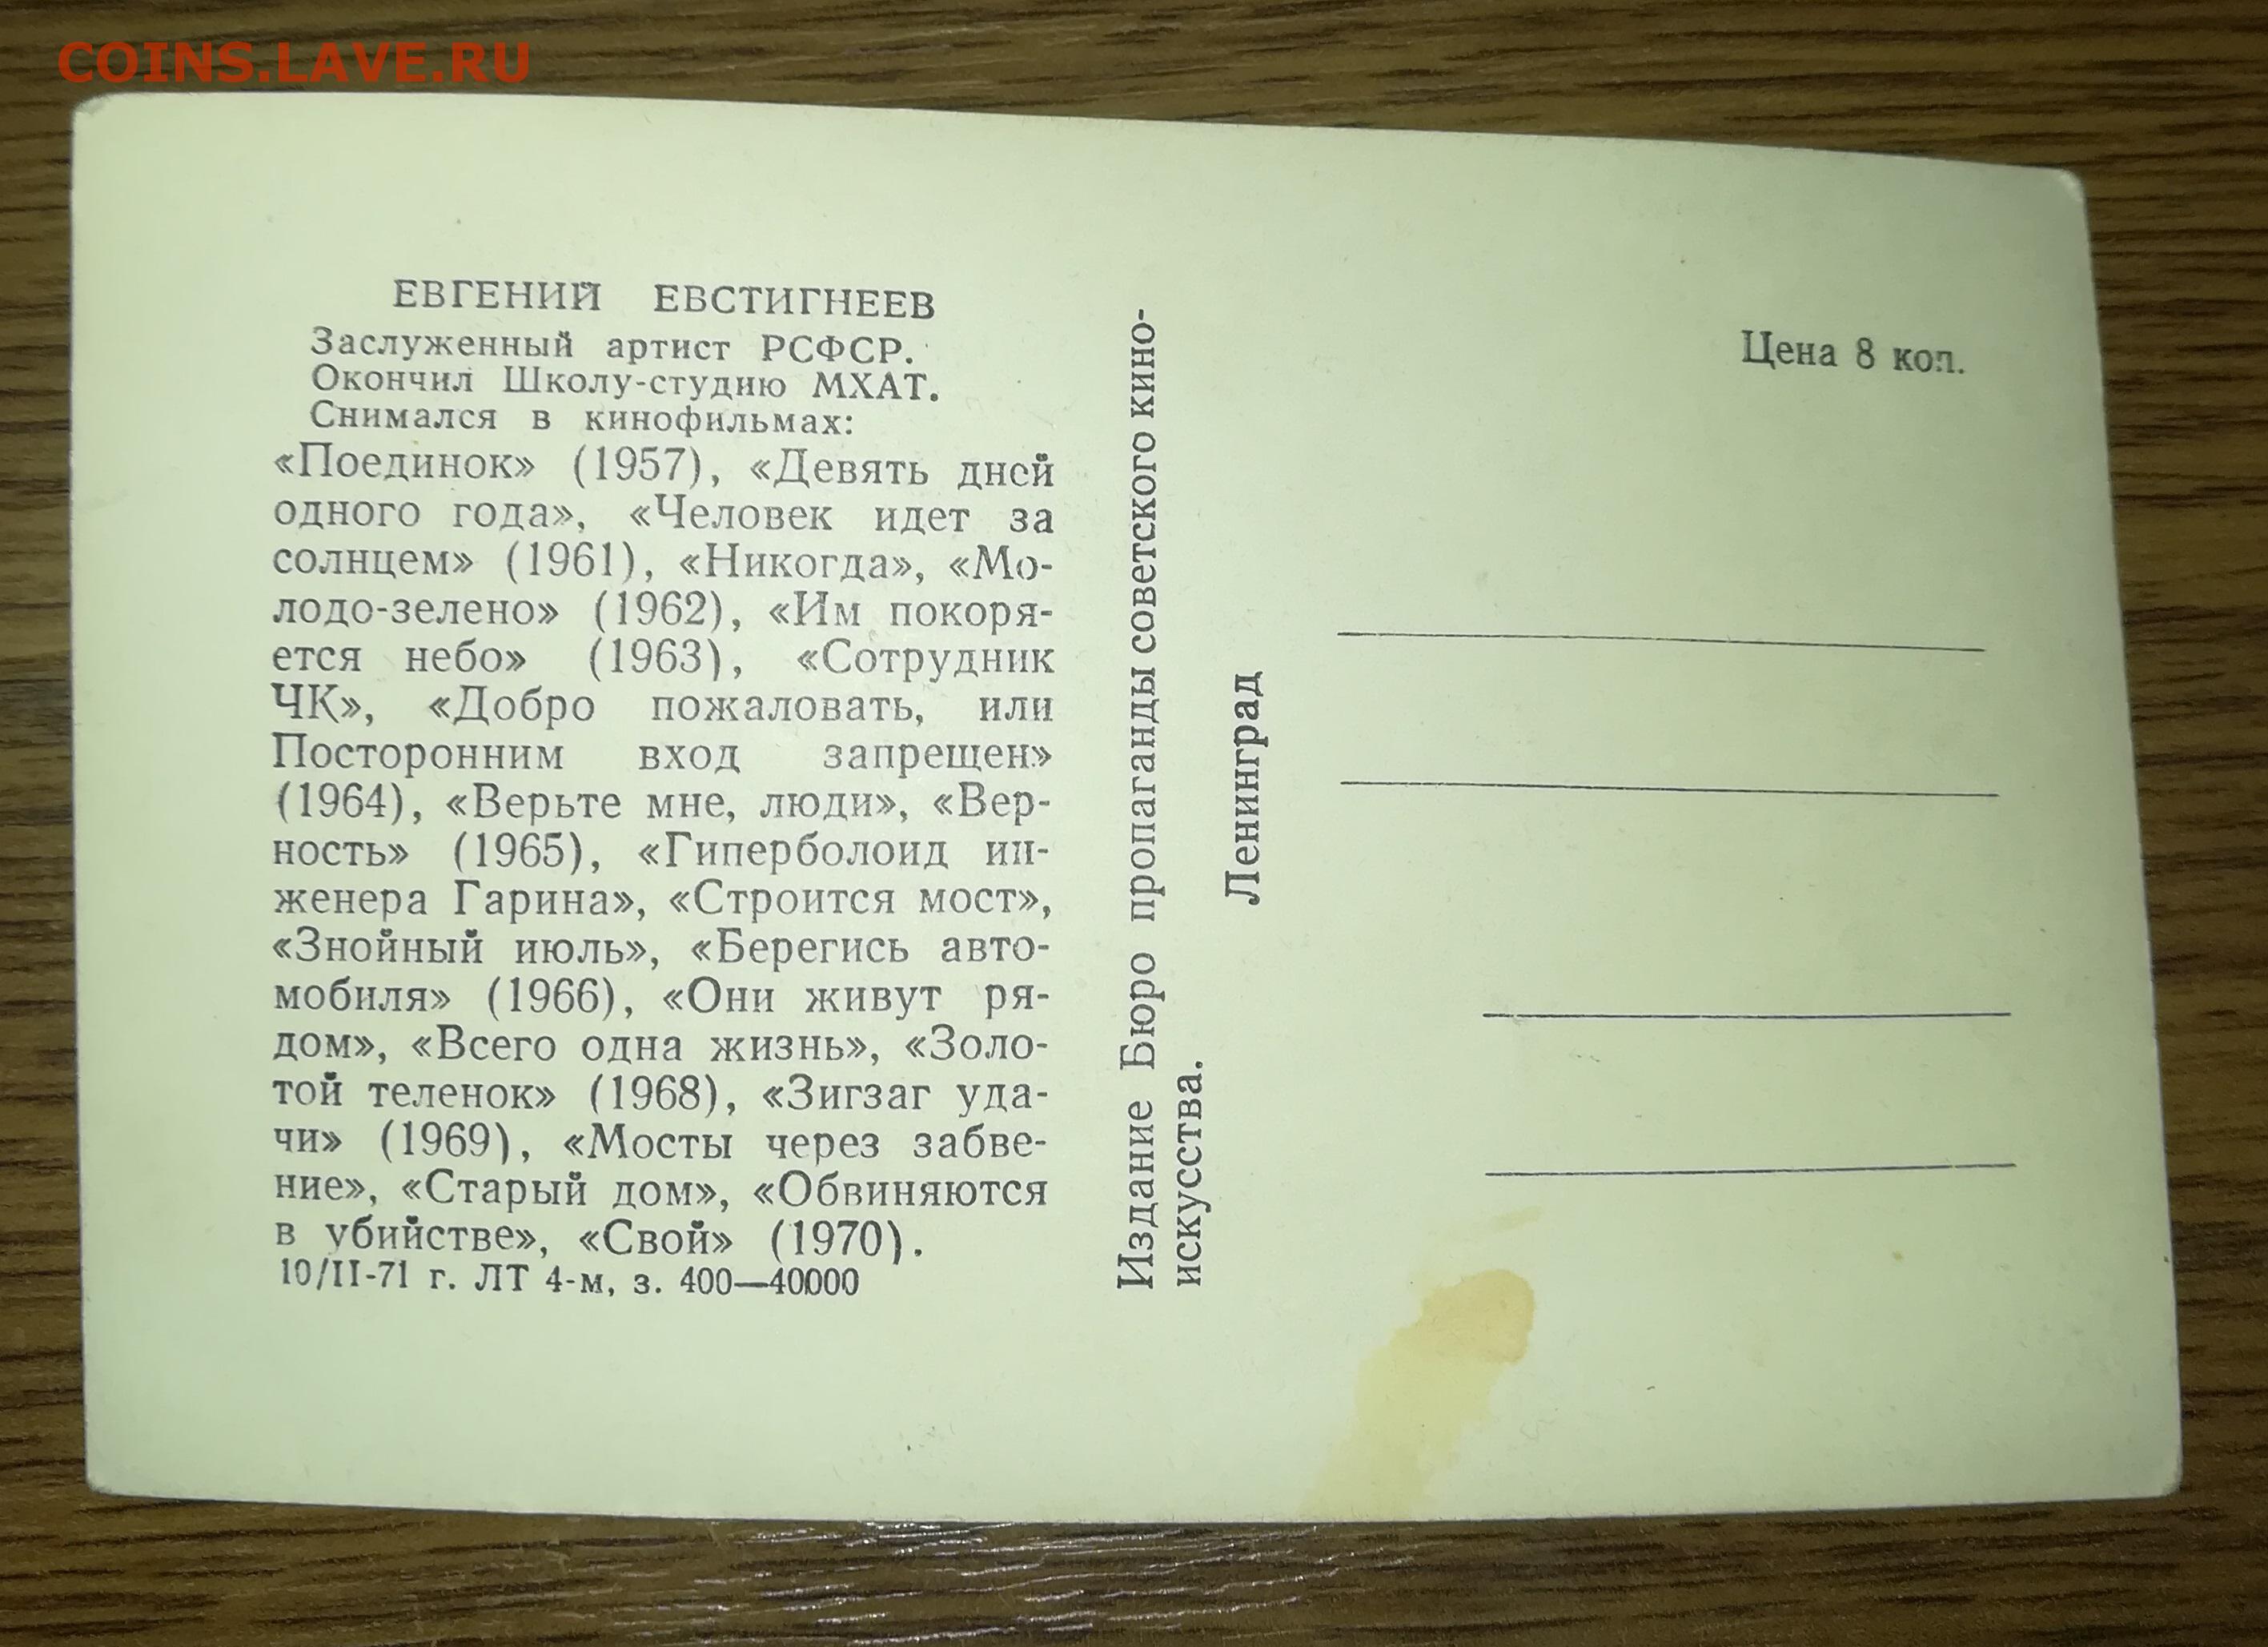 COINS.LAVE.RU
ЕВГЕНИЙ ЕВСТИГНЕЕВ
Заслуженный артист РСФСР.
Окончил Школу-студию МХАТ.
Снимался в кинофильмах:
«Поединок» (1957), «Девять дней
одного года», «Человек идет за
солнцем» (1961), «Никогда», «Мо-
лодо-зелено» (1962), «Им покоря-
ется небо» (1963), «Сотрудник
ЧК», «Добро пожаловать, или
Посторонним вход запрещен»
(1964), «Верьте мне, люди», «Вер-
ность» (1965), «Гиперболоид ин-
женера Гарина», «Строится мост»,
«Знойный июль», «Берегись авто-
мобиля» (1966), «Они живут ря-
дом», «Всего одна жизнь», «Золо-
той теленок» (1968), «Зигзаг уда-
чи» (1969), «Мосты через забве-
ние», «Старый дом», «Обвиняются
в убийстве», «Свой» (1970).
10/II-71 г. ЛТ 4-м, з. 400—40000
Издание Бюро пропаганды советского кино-
искусства.
Ленинград
Цена 8 коп.